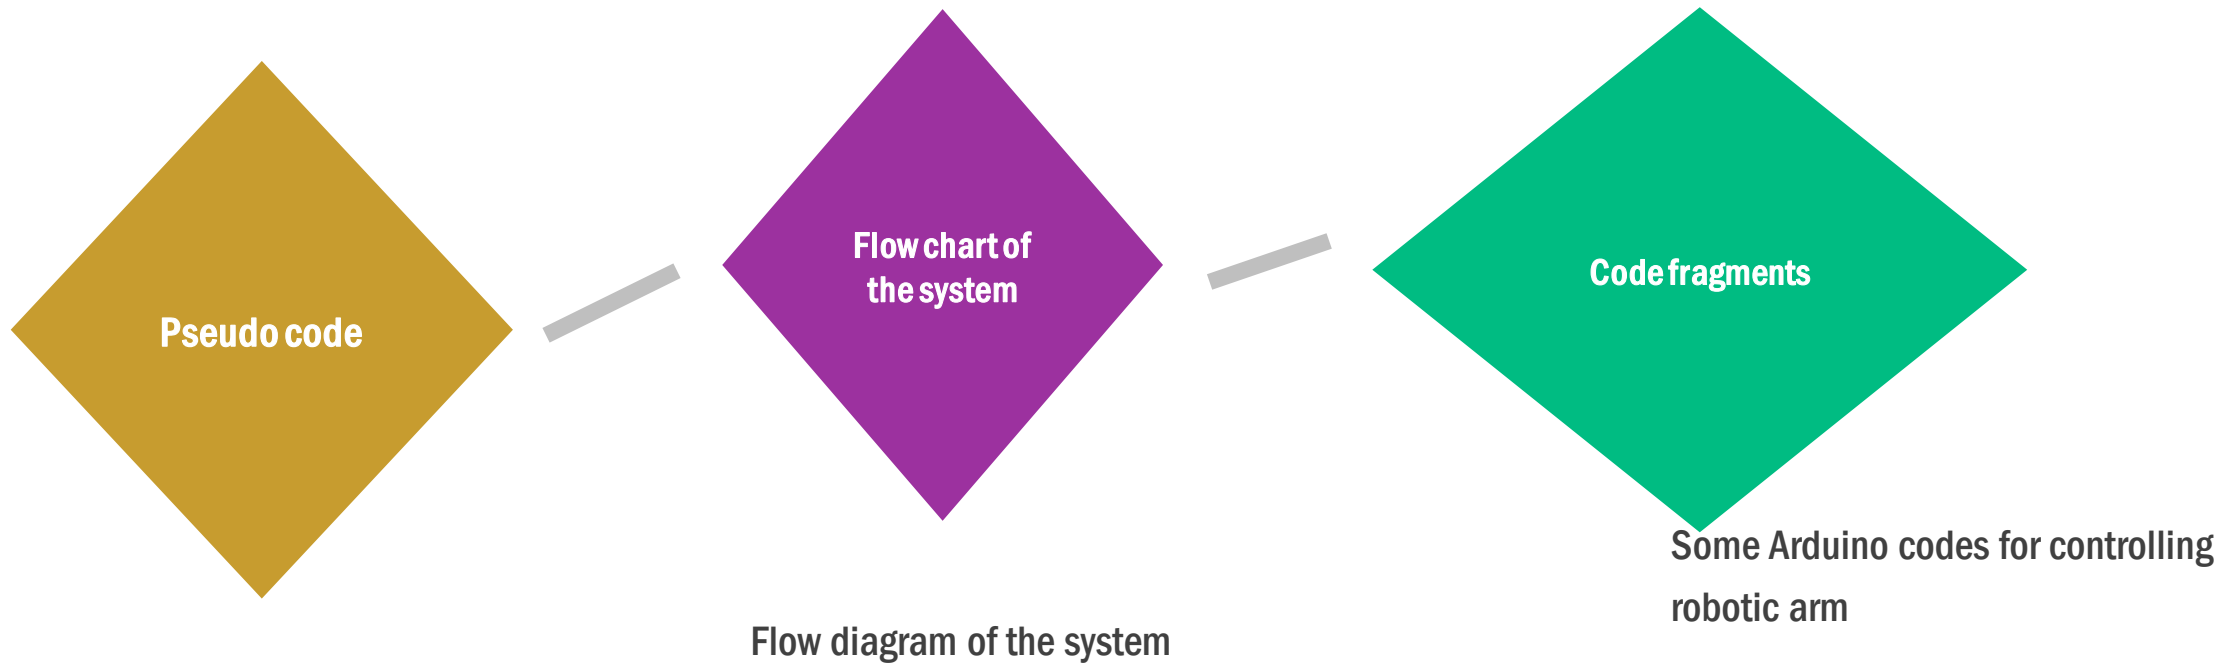 Pseudo code
Flow chart of
the system
Code fragments
Some Arduino codes for controlling
robotic arm
Flow diagram of the system